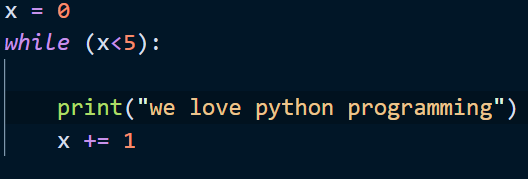 x = 0
while (x<5):
    print("we love python programming")
    x += 1